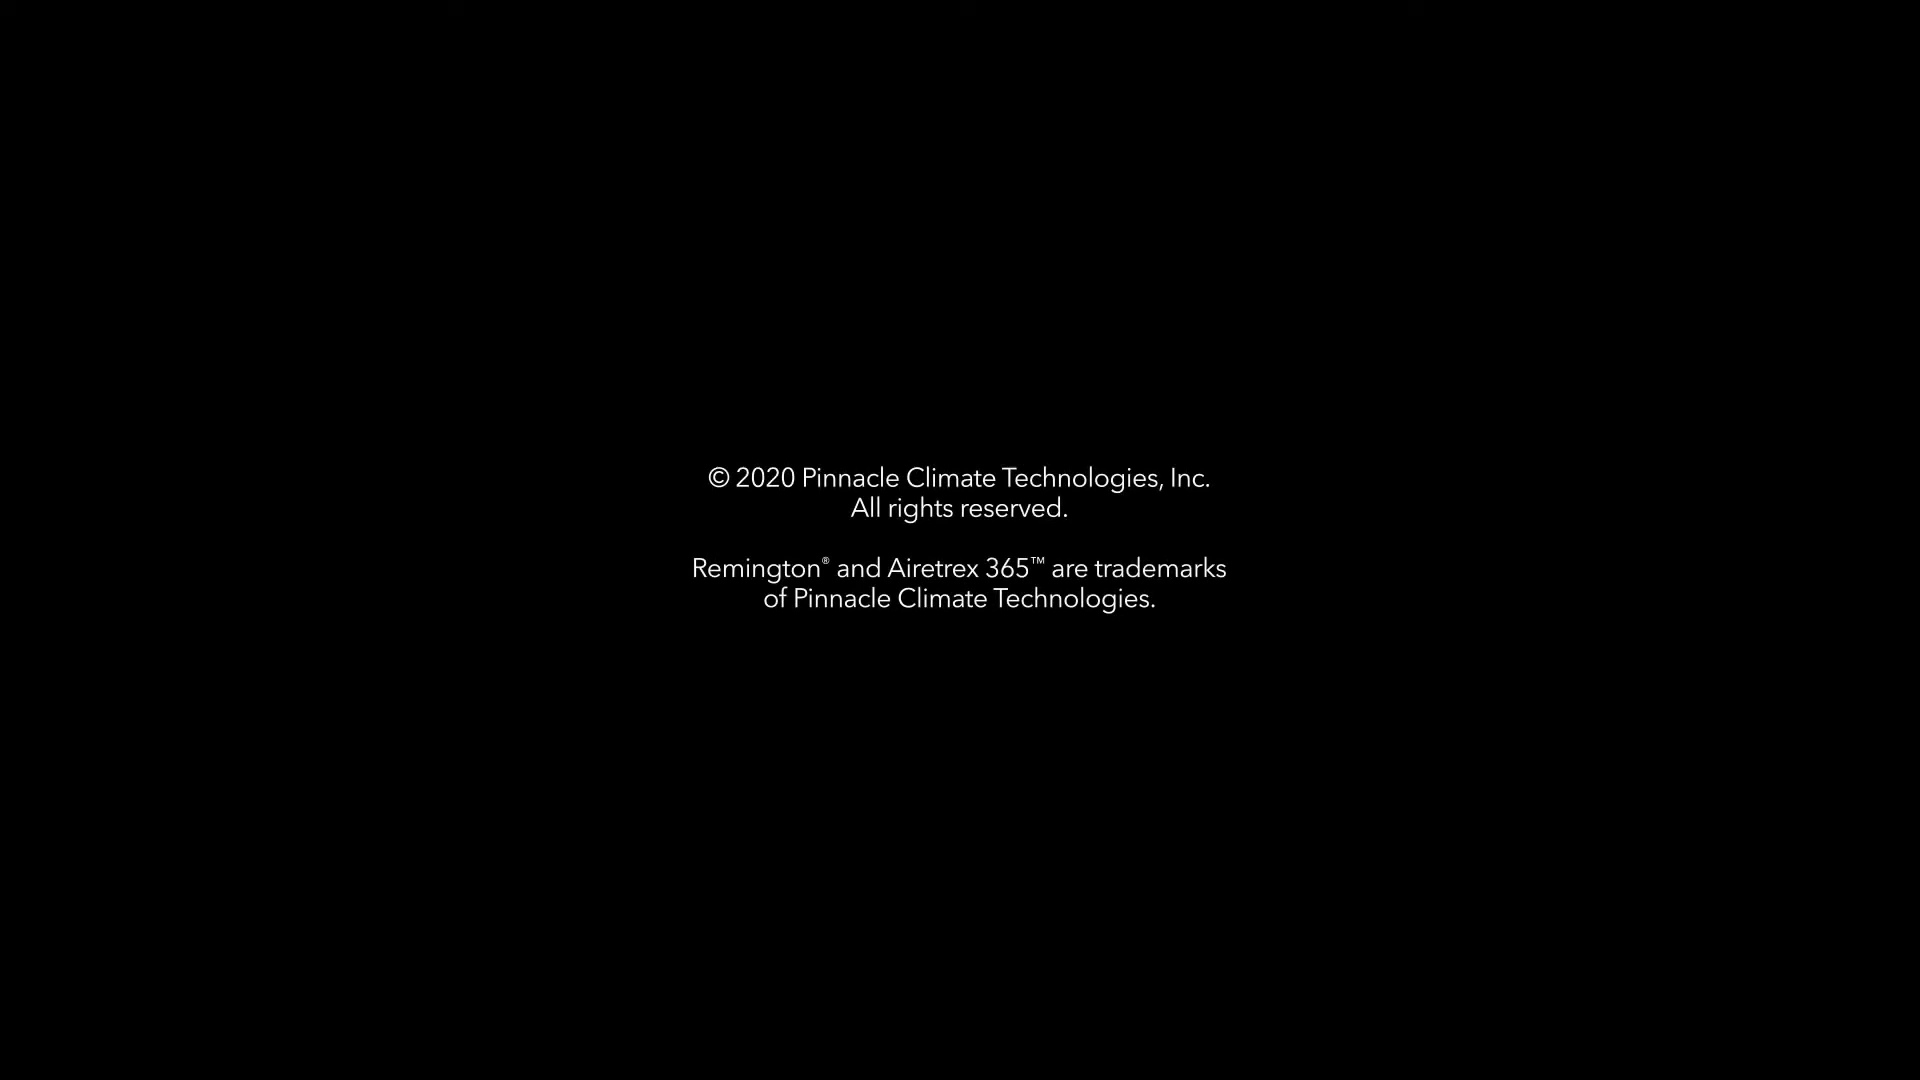 © 2020 Pinnacle Climate Technologies, Inc.
All rights reserved.
Remington® and Airetrex 365™ are trademarks
of Pinnacle Climate Technologies.